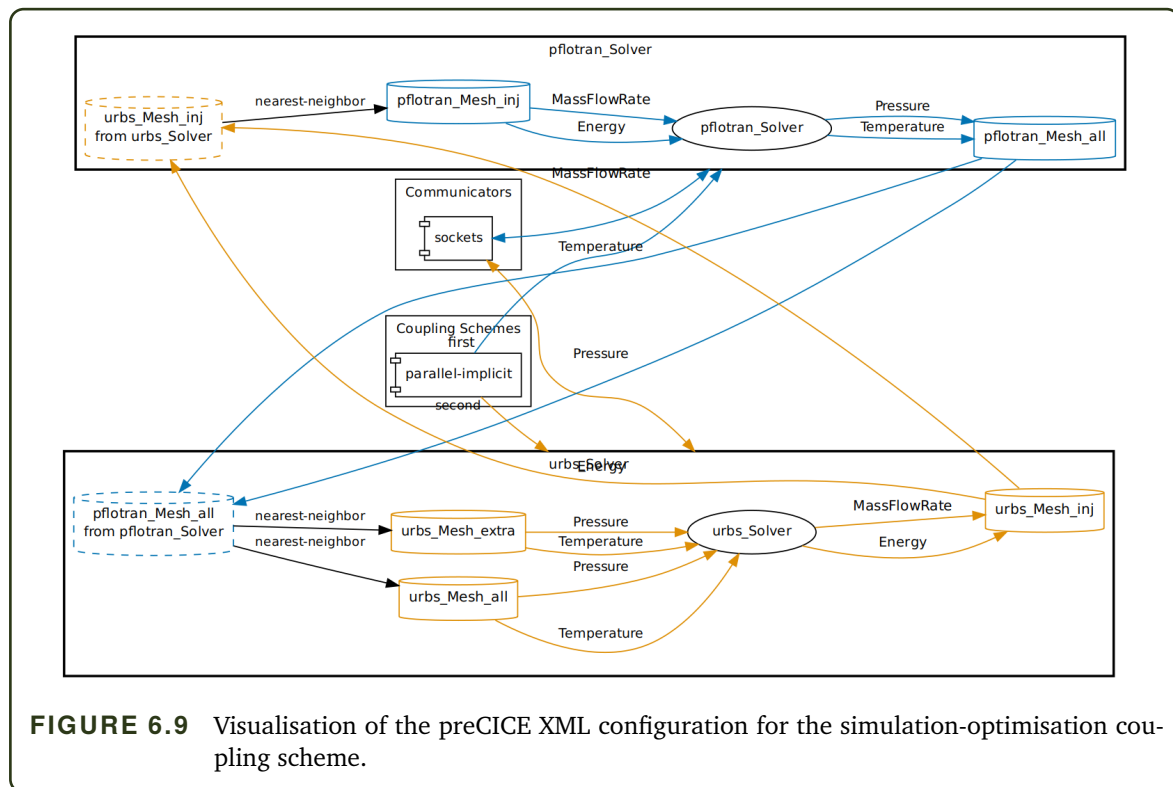 pflotran_Solver
urbs_Mesh_inj
from urbs_Solver
nearest-neighbor
pflotran_Mesh_inj
MassFlowRate
Energy
pflotran_Solver
Pressure
Temperature
pflotran_Mesh_all
MassFlowRate
Communicators
sockets
Temperature
Coupling Schemes
first
parallel-implicit
second
Pressure
urbs_Solver
Energy
pflotran_Mesh_all
from pflotran_Solver
nearest-neighbor
nearest-neighbor
urbs_Mesh_extra
urbs_Mesh_all
Pressure
Temperature
Pressure
Temperature
urbs_Solver
MassFlowRate
Energy
urbs_Mesh_inj
FIGURE 6.9 Visualisation of the preCICE XML configuration for the simulation-optimisation cou-
pling scheme.